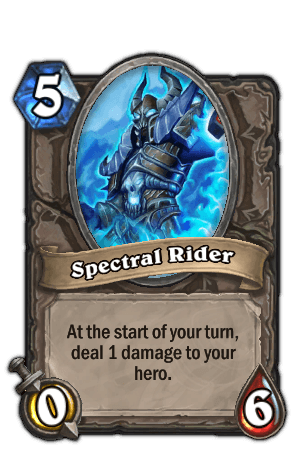 5
Spectral Rider
At the start of your turn,
deal 1 damage to your
hero.
0
6